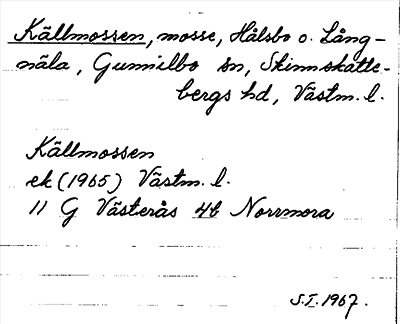 Källmossen, mosse, Hålsbo o. Lång-
näla, Gunnilbo sn, Skinnskatte-
bergs hd, Västm. l.
Källmossen
ek (1965) Västm. l.
11 G Västerås 4b Norrmora
S.I. 1967.